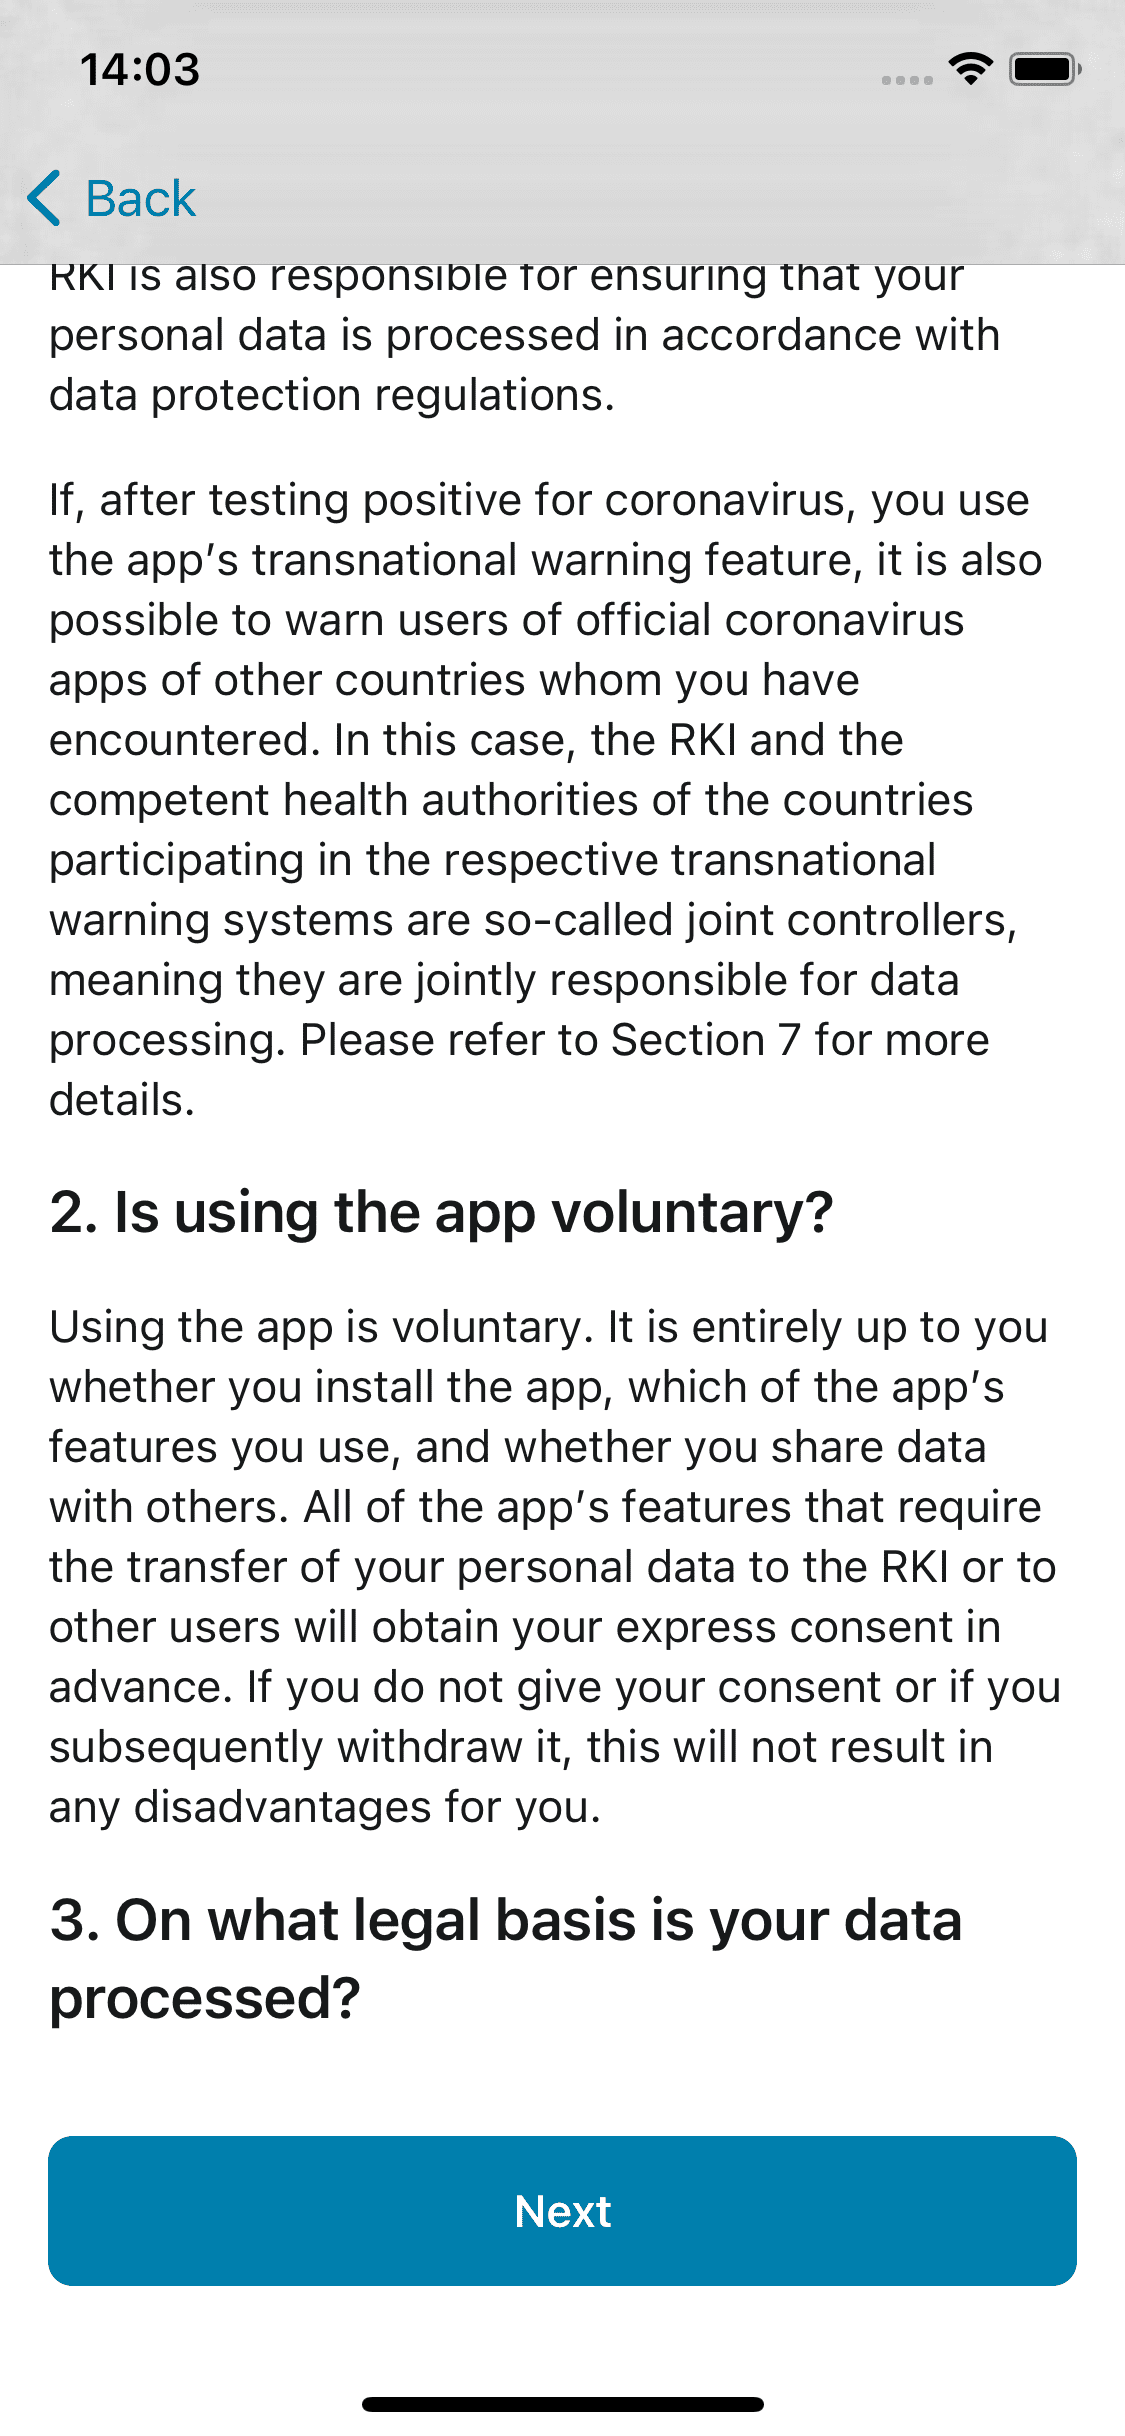 14:03
Back
RKI is also responsible for ensuring that your
personal data is processed in accordance with
data protection regulations.
If, after testing positive for coronavirus, you use
the app’s transnational warning feature, it is also
possible to warn users of official coronavirus
apps of other countries whom you have
encountered. In this case, the RKI and the
competent health authorities of the countries
participating in the respective transnational
warning systems are so-called joint controllers,
meaning they are jointly responsible for data
processing. Please refer to Section 7 for more
details.
2. Is using the app voluntary?
Using the app is voluntary. It is entirely up to you
whether you install the app, which of the app’s
features you use, and whether you share data
with others. All of the app’s features that require
the transfer of your personal data to the RKI or to
other users will obtain your express consent in
advance. If you do not give your consent or if you
subsequently withdraw it, this will not result in
any disadvantages for you.
3. On what legal basis is your data
processed?
Next